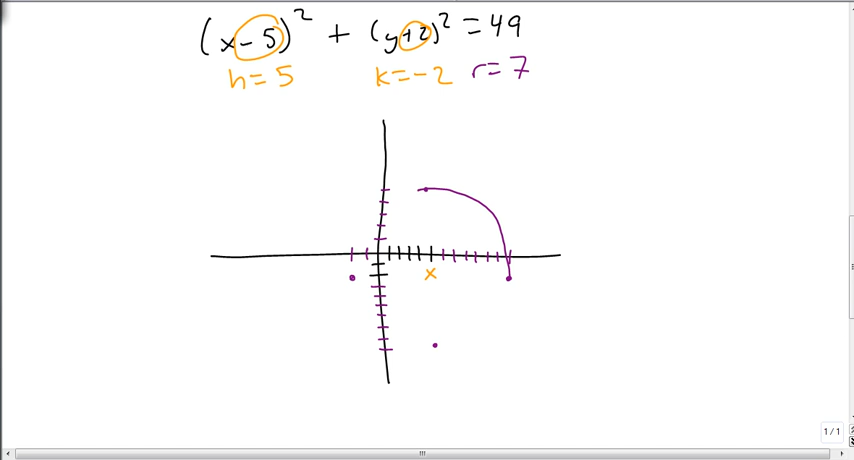 (x-5)² + (y+2)² = 49
h=5 k=-2 r=7
x
1/1